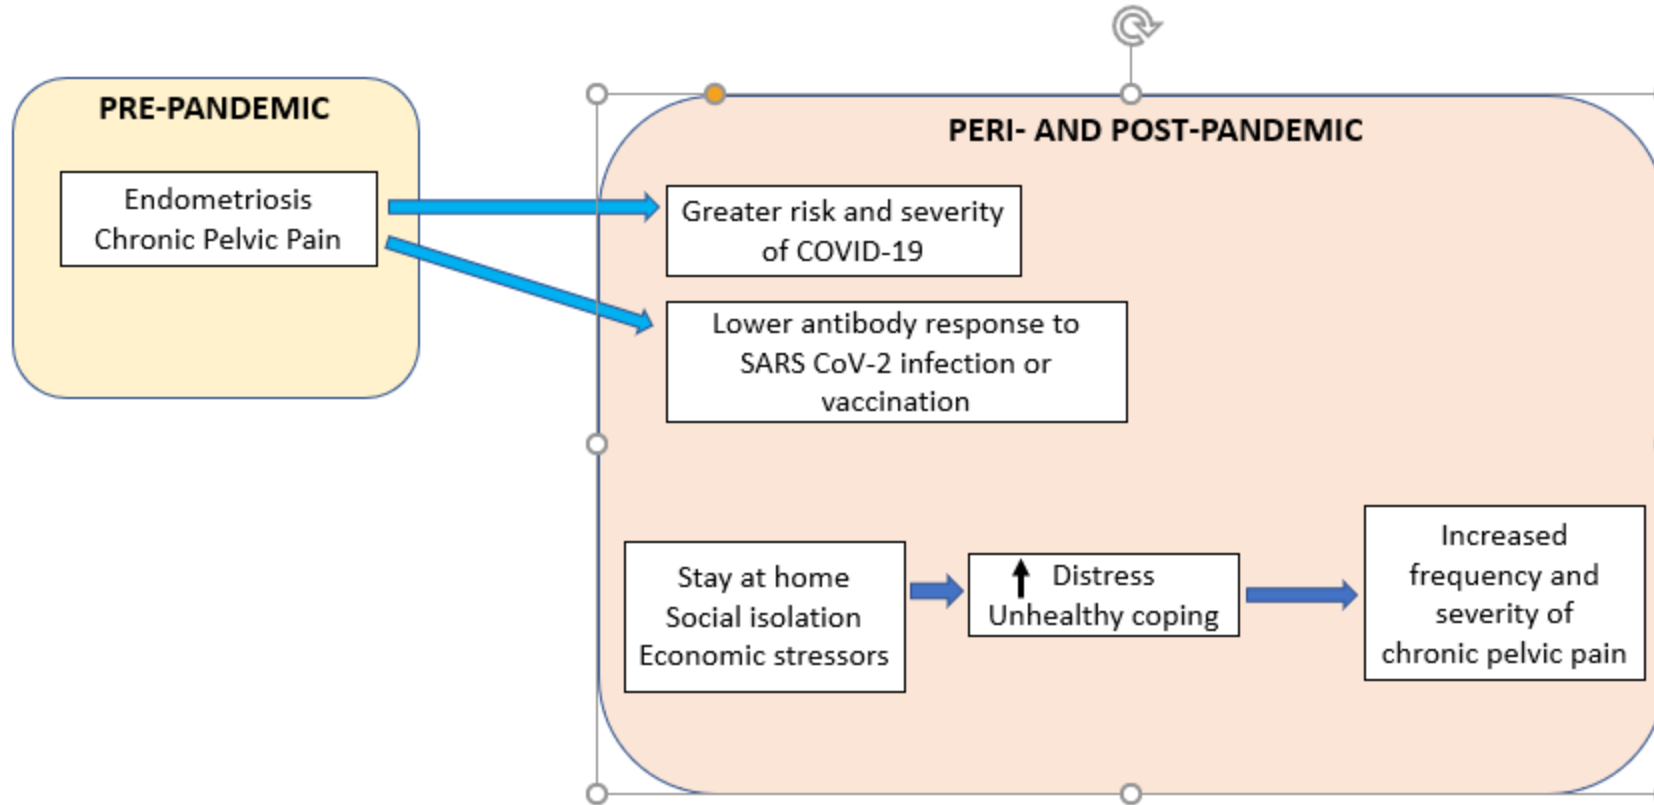 PRE-PANDEMIC
Endometriosis
Chronic Pelvic Pain
PERI- AND POST-PANDEMIC
Greater risk and severity
of COVID-19
Lower antibody response to
SARS CoV-2 infection or
vaccination
Stay at home
Social isolation
Economic stressors
Distress
Unhealthy coping
Increased
frequency and
severity of
chronic pelvic pain